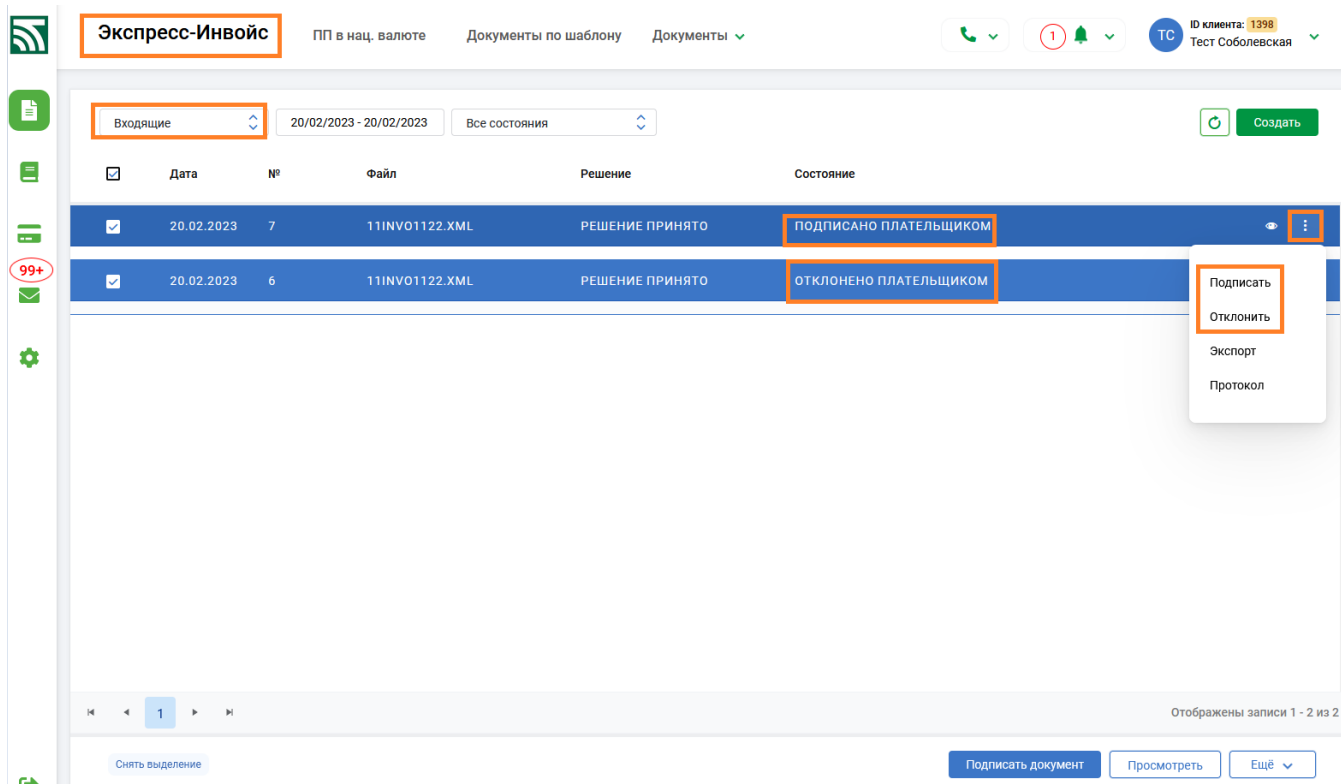 Экспресс-Инвойс ПП в нац. валюте Документы по шаблону Документы 1 ТС ID клиента: 1398
Тест Соболевская
Входящие 20/02/2023 - 20/02/2023 Все состояния Создать
Дата № Файл Решение Состояние
20.02.2023 7 11INVO1122.XML РЕШЕНИЕ ПРИНЯТО ПОДПИСАНО ПЛАТЕЛЬЩИКОМ
99+
20.02.2023 6 11INVO1122.XML РЕШЕНИЕ ПРИНЯТО ОТКЛОНЕНО ПЛАТЕЛЬЩИКОМ
Подписать
Отклонить
Экспорт
Протокол
1 Отображены записи 1 - 2 из 2
Снять выделение Подписать документ Просмотреть Ещё